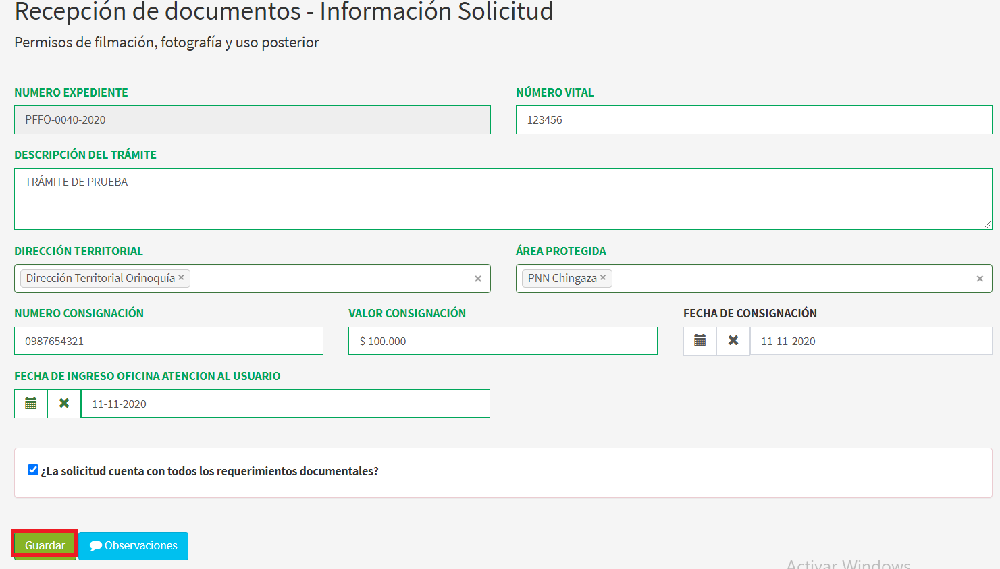 Recepción de documentos - Información Solicitud
Permisos de filmación, fotografía y uso posterior
NUMERO EXPEDIENTE
PFFO-0040-2020
NÚMERO VITAL
123456
DESCRIPCIÓN DEL TRÁMITE
TRÁMITE DE PRUEBA
DIRECCIÓN TERRITORIAL
Dirección Territorial Orinoquía × ×
ÁREA PROTEGIDA
PNN Chingaza × ×
NUMERO CONSIGNACIÓN
0987654321
VALOR CONSIGNACIÓN
$ 100.000
FECHA DE CONSIGNACIÓN
11-11-2020
FECHA DE INGRESO OFICINA ATENCION AL USUARIO
11-11-2020
¿La solicitud cuenta con todos los requerimientos documentales?
Guardar
Observaciones
Activar Windows